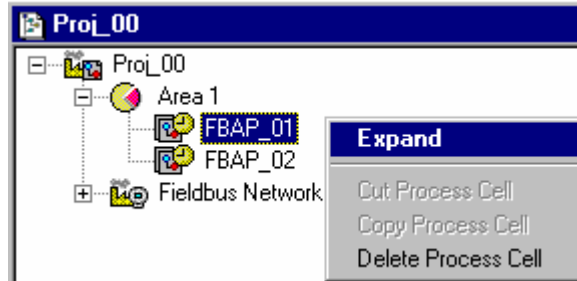 Proj_00
Proj_00
Area 1
FBAP_01
FBAP_02
Fieldbus Network
Expand
Cut Process Cell
Copy Process Cell
Delete Process Cell